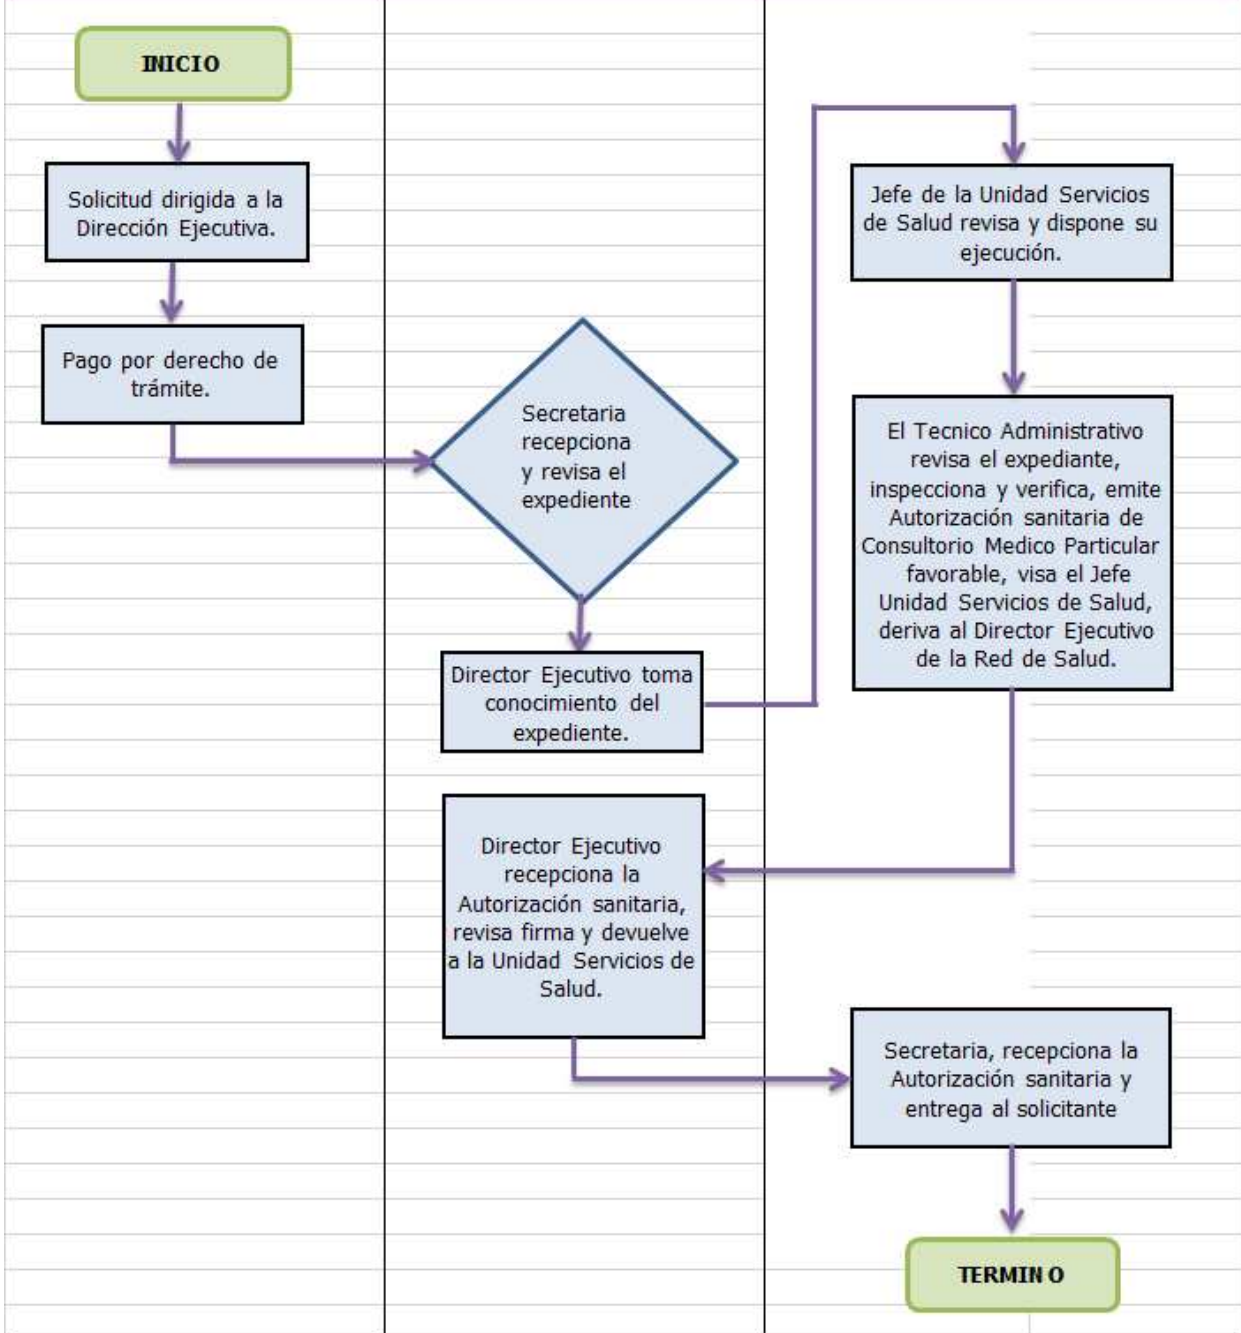 INICIO
Solicitud dirigida a la
Dirección Ejecutiva.
Pago por derecho de
trámite.
Secretaria
recepciona
y revisa el
expediente
Director Ejecutivo toma
conocimiento del
expediente.
Jefe de la Unidad Servicios
de Salud revisa y dispone su
ejecución.
El Tecnico Administrativo
revisa el expediante,
inspecciona y verifica, emite
Autorización sanitaria de
Consultorio Medico Particular
favorable, visa el Jefe
Unidad Servicios de Salud,
deriva al Director Ejecutivo
de la Red de Salud.
Director Ejecutivo
recepciona la
Autorización sanitaria,
revisa firma y devuelve
a la Unidad Servicios de
Salud.
Secretaria, recepciona la
Autorización sanitaria y
entrega al solicitante
TERMINO